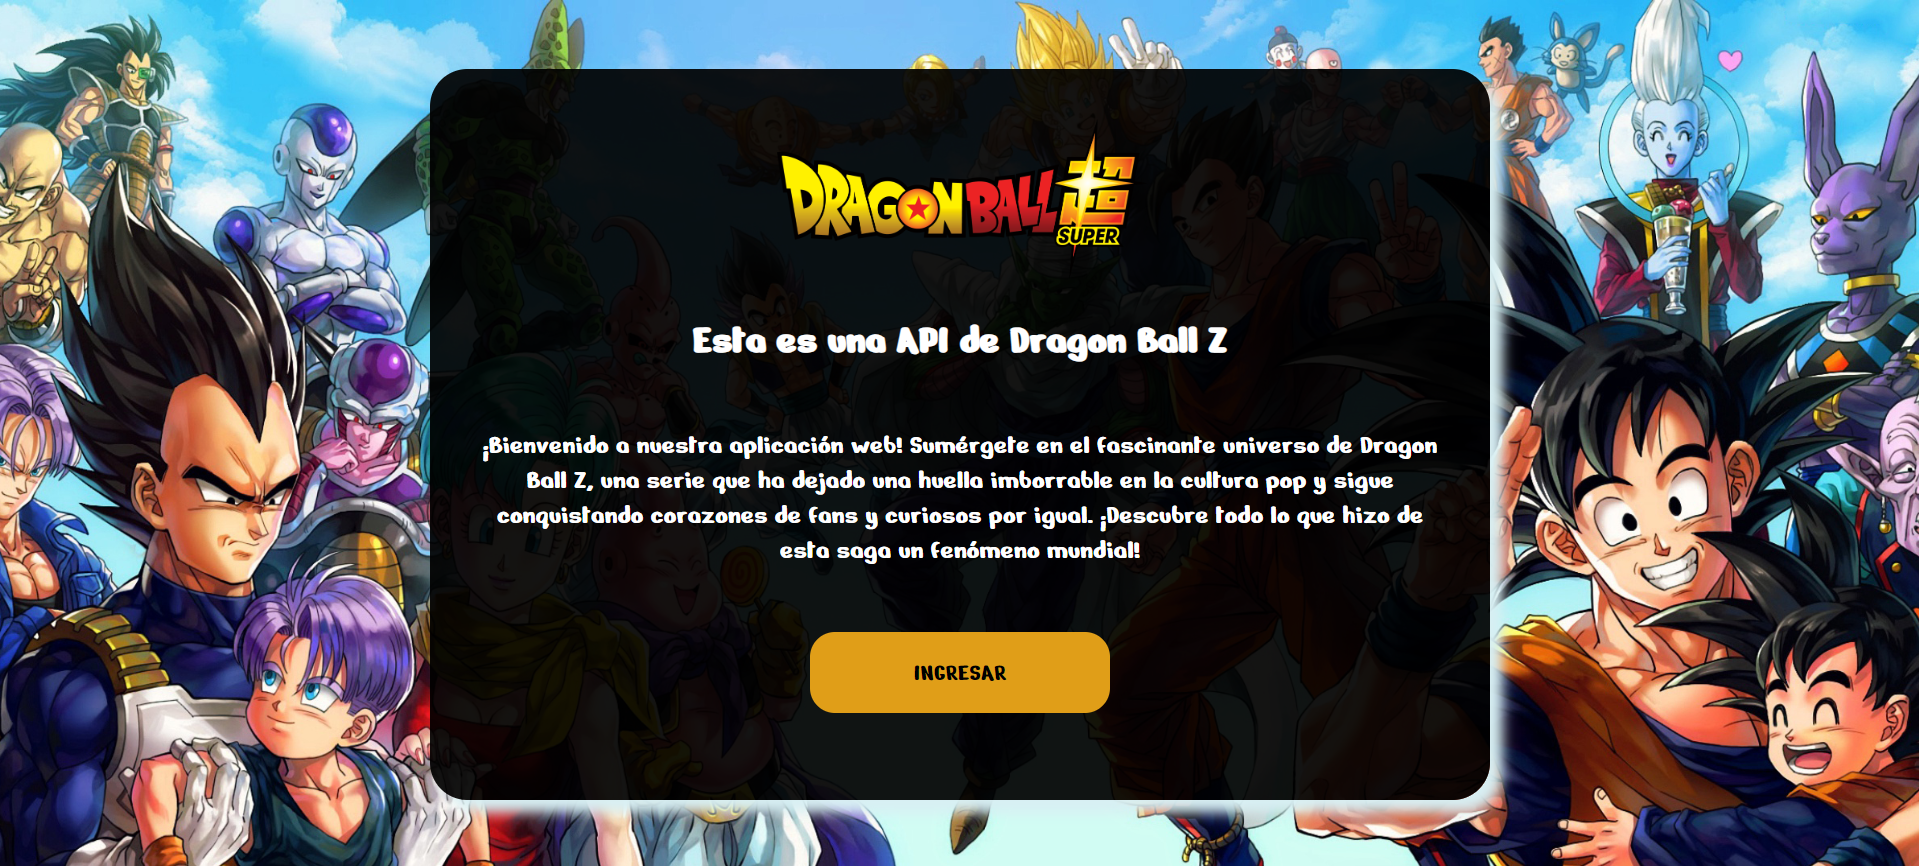 DRAGON BALL 超
SUPER
Esta es una API de Dragon Ball Z
¡Bienvenido a nuestra aplicación web! Sumérgete en el fascinante universo de Dragon
Ball Z, una serie que ha dejado una huella imborrable en la cultura pop y sigue
conquistando corazones de fans y curiosos por igual. ¡Descubre todo lo que hizo de
esta saga un fenómeno mundial!
INGRESAR